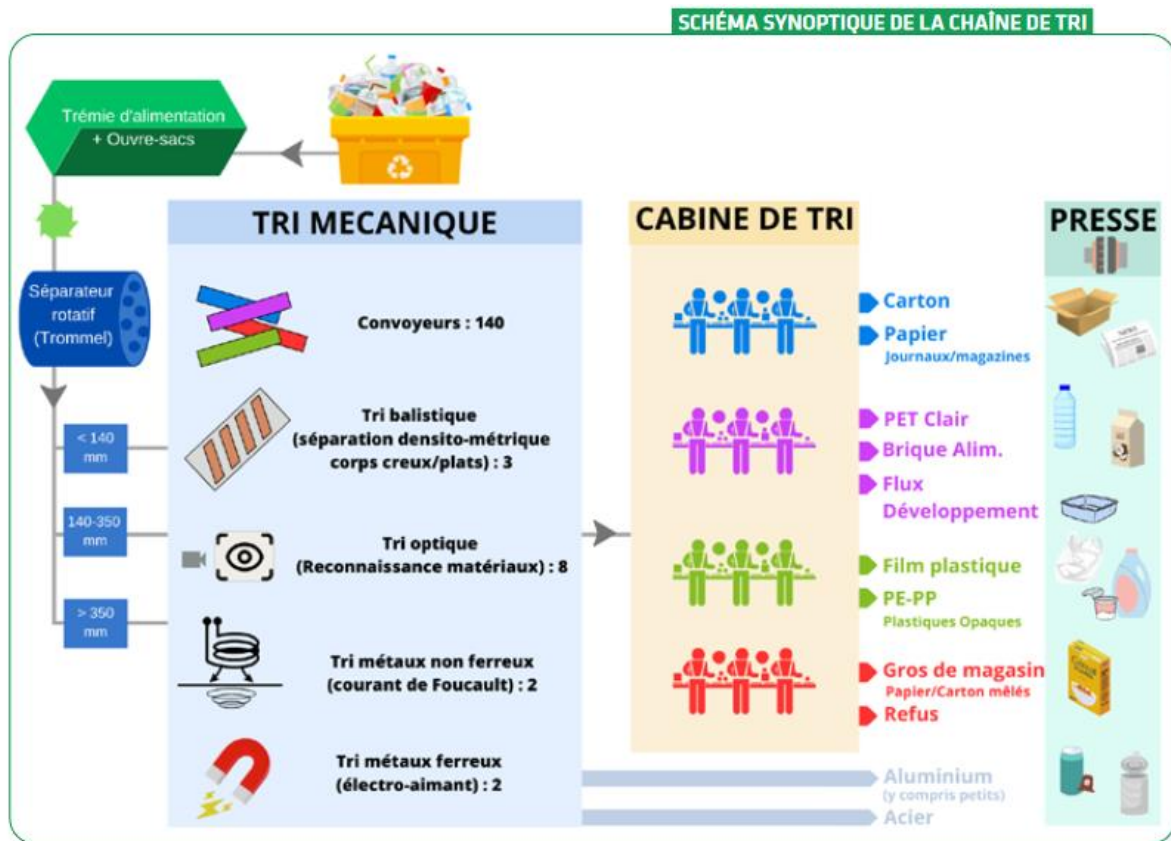 SCHÉMA SYNOPTIQUE DE LA CHAÎNE DE TRI
Trémie d'alimentation
+ Ouvre-sacs
Séparateur
rotatif
(Trommel)
< 140
mm
140-350
mm
> 350
mm
TRI MECANIQUE
Convoyeurs : 140
Tri balistique
(séparation densito-métrique
corps creux/plats) : 3
Tri optique
(Reconnaissance matériaux) : 8
Tri métaux non ferreux
(courant de Foucault) : 2
Tri métaux ferreux
(électro-aimant) : 2
CABINE DE TRI
Carton
Papier
Journaux/magazines
PET Clair
Brique Alim.
Flux
Développement
Film plastique
PE-PP
Plastiques Opaques
Gros de magasin
Papier/Carton mêlés
Refus
Aluminium
(y compris petits)
Acier
PRESSE